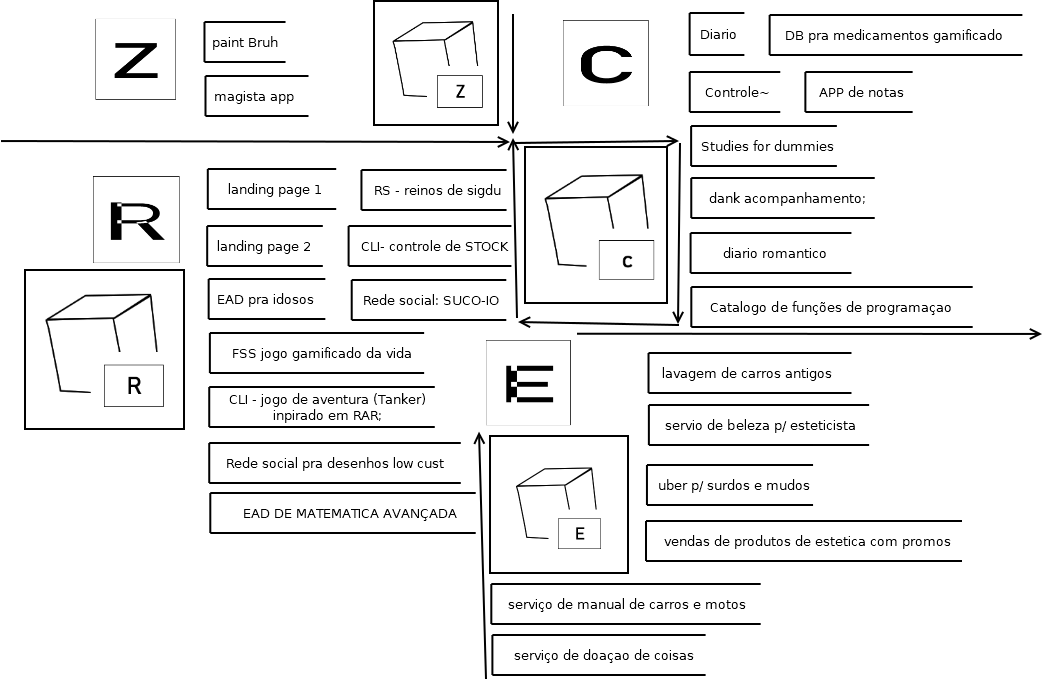 Z
paint Bruh
magista app
Z
C
Diario
DB pra medicamentos gamificado
Controle~
APP de notas
Studies for dummies
dank acompanhamento;
diario romantico
Catalogo de funções de programaçao
C
R
landing page 1
RS - reinos de sigdu
landing page 2
CLI- controle de STOCK
EAD pra idosos
Rede social: SUCO-IO
FSS jogo gamificado da vida
CLI - jogo de aventura (Tanker)
inpirado em RAR;
Rede social pra desenhos low cust
EAD DE MATEMATICA AVANÇADA
R
E
lavagem de carros antigos
servio de beleza p/ esteticista
uber p/ surdos e mudos
vendas de produtos de estetica com promos
E
serviço de manual de carros e motos
serviço de doaçao de coisas